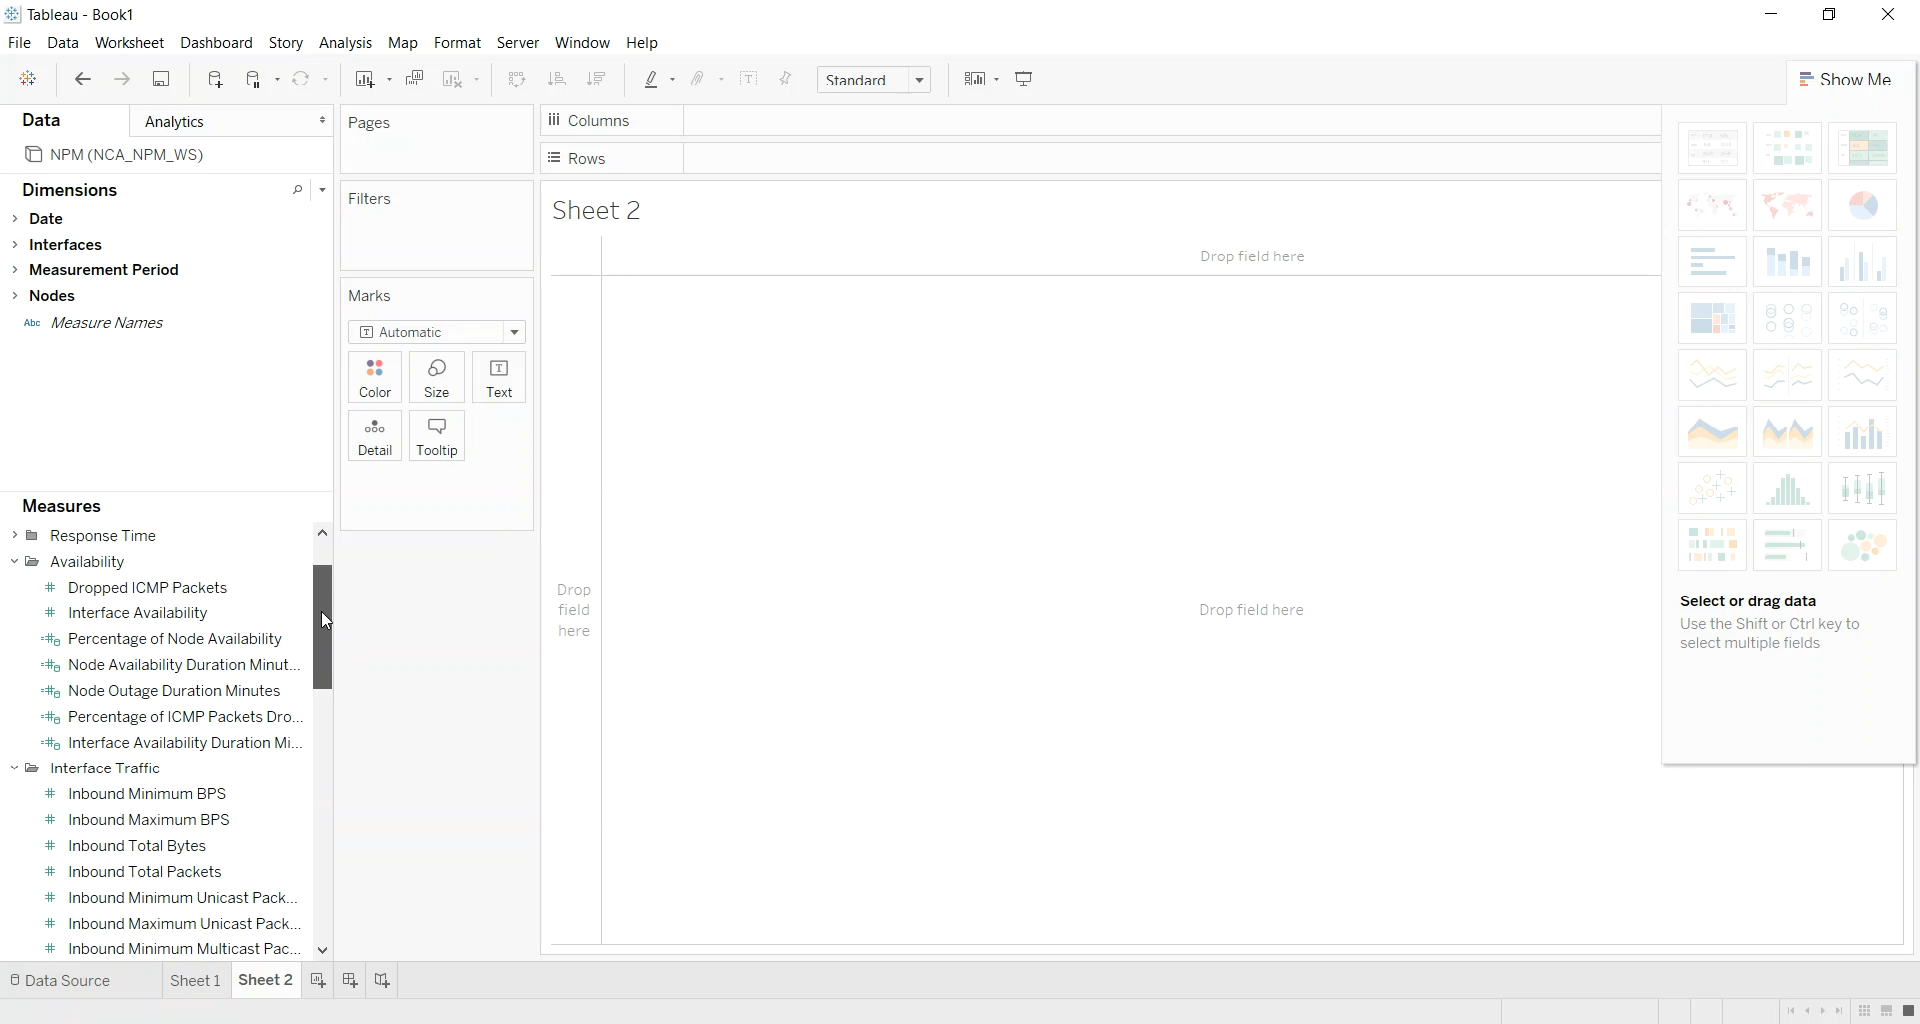 Tableau - Book1
File Data Worksheet Dashboard Story Analysis Map Format Server Window Help
Standard
Show Me
Data
Analytics
NPM (NCA_NPM_WS)
Dimensions
Date
Interfaces
Measurement Period
Nodes
Abc Measure Names
Measures
Response Time
Availability
# Dropped ICMP Packets
# Interface Availability
=# Percentage of Node Availability
=# Node Availability Duration Minut...
=# Node Outage Duration Minutes
=# Percentage of ICMP Packets Dro...
=# Interface Availability Duration Mi...
Interface Traffic
# Inbound Minimum BPS
# Inbound Maximum BPS
# Inbound Total Bytes
# Inbound Total Packets
# Inbound Minimum Unicast Pack...
# Inbound Maximum Unicast Pack...
# Inbound Minimum Multicast Pac...
Pages
Filters
Marks
T Automatic
Color Size Text
Detail Tooltip
Columns
Rows
Sheet 2
Drop field here
Drop
field
here
Drop field here
Select or drag data
Use the Shift or Ctrl key to
select multiple fields
Data Source Sheet 1 Sheet 2